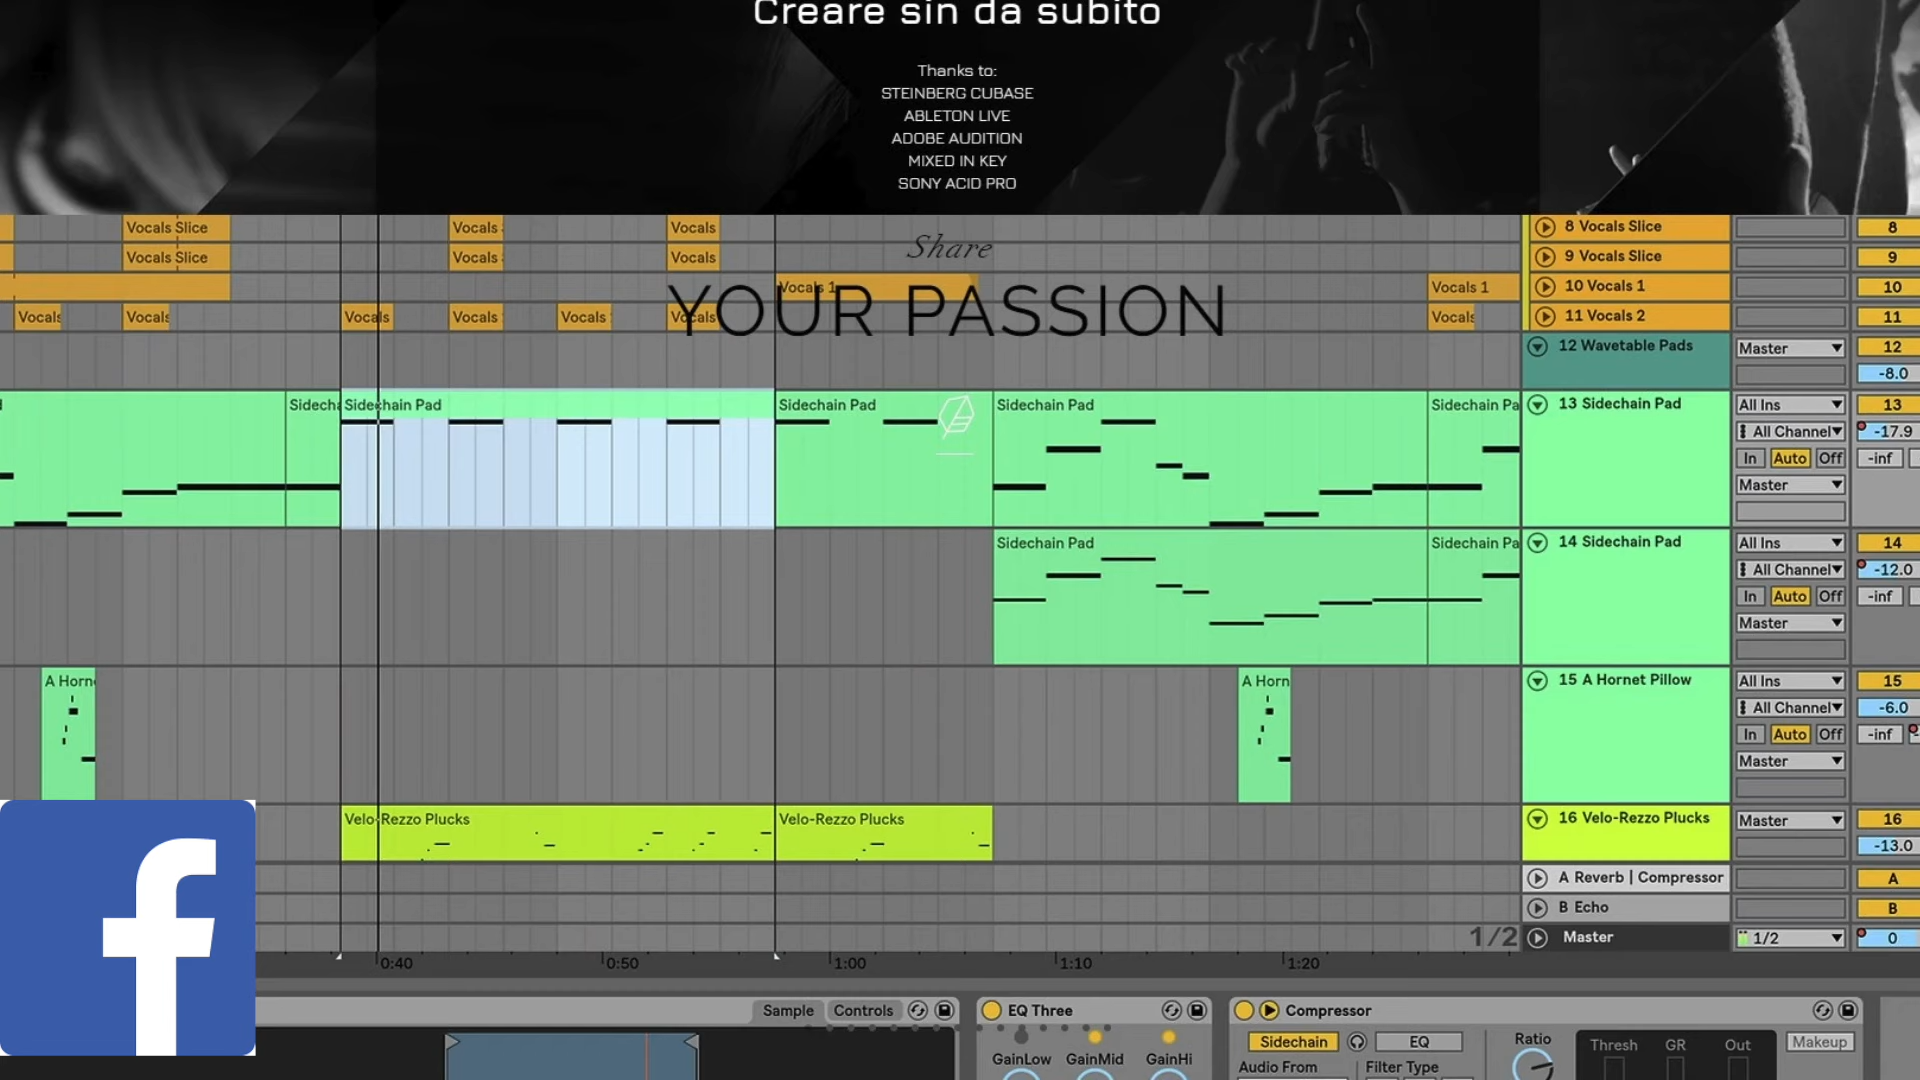 Creare sin da subito
Thanks to:
STEINBERG CUBASE
ABLETON LIVE
ADOBE AUDITION
MIXED IN KEY
SONY ACID PRO
Share
YOUR PASSION
Vocals Slice Vocals Vocals 8 Vocals Slice 8
Vocals Slice Vocals Vocals 9 Vocals Slice 9
Vocals 1 Vocals 1 10 Vocals 1 10
Vocals Vocals Vocals Vocals Vocals Vocals Vocals 11 Vocals 2 11
12 Wavetable Pads Master 12
-8.0
Sidecha Sidechain Pad Sidechain Pad Sidechain Pad Sidechain Pa 13 Sidechain Pad All Ins 13
All Channel -17.9
In Auto Off -inf
Master
Sidechain Pad Sidechain Pa 14 Sidechain Pad All Ins 14
All Channel -12.0
In Auto Off -inf
Master
A Horn A Horn 15 A Hornet Pillow All Ins 15
All Channel -6.0
In Auto Off -inf
Master
Velo-Rezzo Plucks Velo-Rezzo Plucks 16 Velo-Rezzo Plucks Master 16
-13.0
A Reverb | Compressor A
B Echo B
1/2 Master 1/2 0
0:40 0:50 1:00 1:10 1:20
Sample Controls EQ Three Compressor
Sidechain EQ Ratio Thresh GR Out Makeup
GainLow GainMid GainHi Audio From Filter Type
f